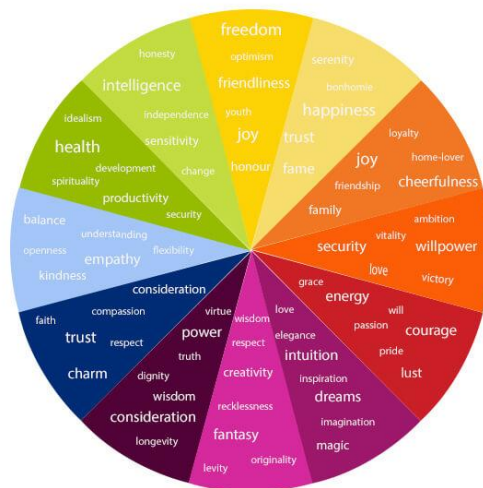 freedom
optimism
friendliness
youth
joy
honour
serenity
bonhomie
happiness
trust
fame
loyalty
joy
home-lover
friendship
cheerfulness
family
ambition
security
vitality
willpower
love
victory
grace
energy
will
passion
courage
pride
lust
love
elegance
intuition
inspiration
dreams
imagination
magic
wisdom
respect
creativity
recklessness
fantasy
originality
levity
virtue
power
truth
dignity
wisdom
consideration
longevity
consideration
faith
compassion
trust
respect
charm
balance
understanding
openness
empathy
flexibility
kindness
idealism
health
development
spirituality
productivity
security
honesty
intelligence
independence
sensitivity
change